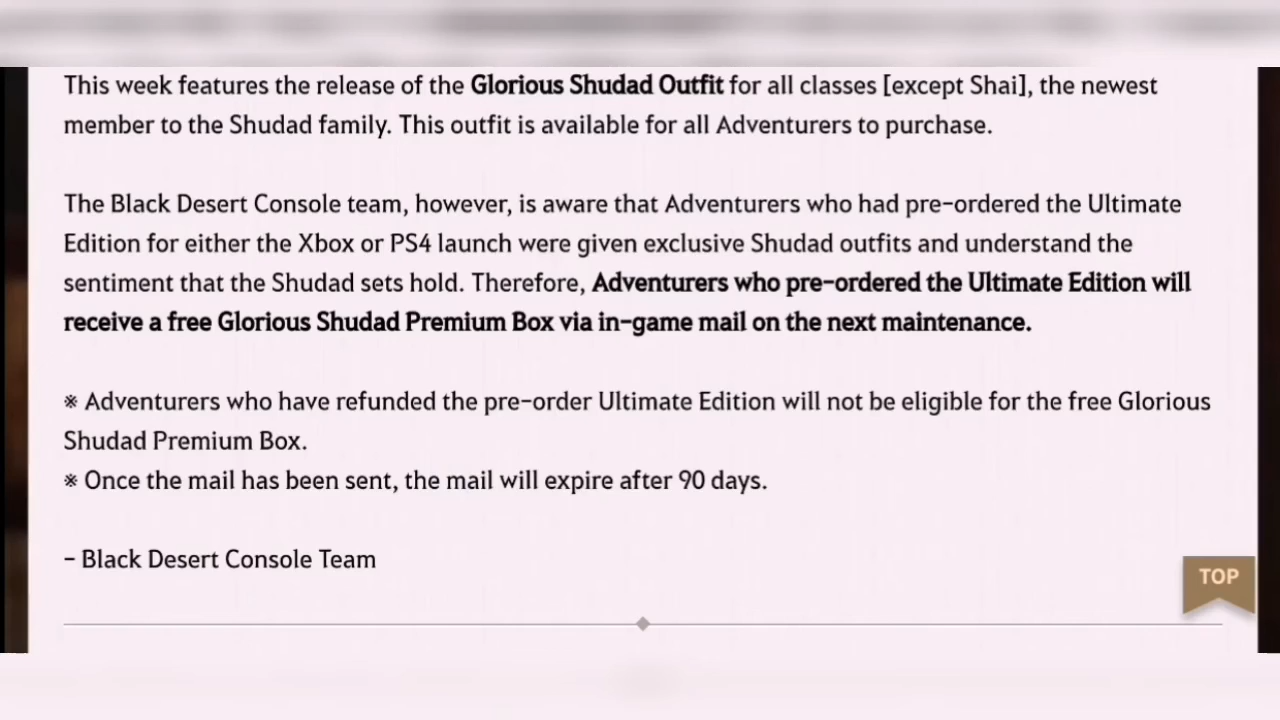 This week features the release of the Glorious Shudad Outfit for all classes [except Shai], the newest
member to the Shudad family. This outfit is available for all Adventurers to purchase.
The Black Desert Console team, however, is aware that Adventurers who had pre-ordered the Ultimate
Edition for either the Xbox or PS4 launch were given exclusive Shudad outfits and understand the
sentiment that the Shudad sets hold. Therefore, Adventurers who pre-ordered the Ultimate Edition will
receive a free Glorious Shudad Premium Box via in-game mail on the next maintenance.
※ Adventurers who have refunded the pre-order Ultimate Edition will not be eligible for the free Glorious
Shudad Premium Box.
※ Once the mail has been sent, the mail will expire after 90 days.
- Black Desert Console Team
TOP